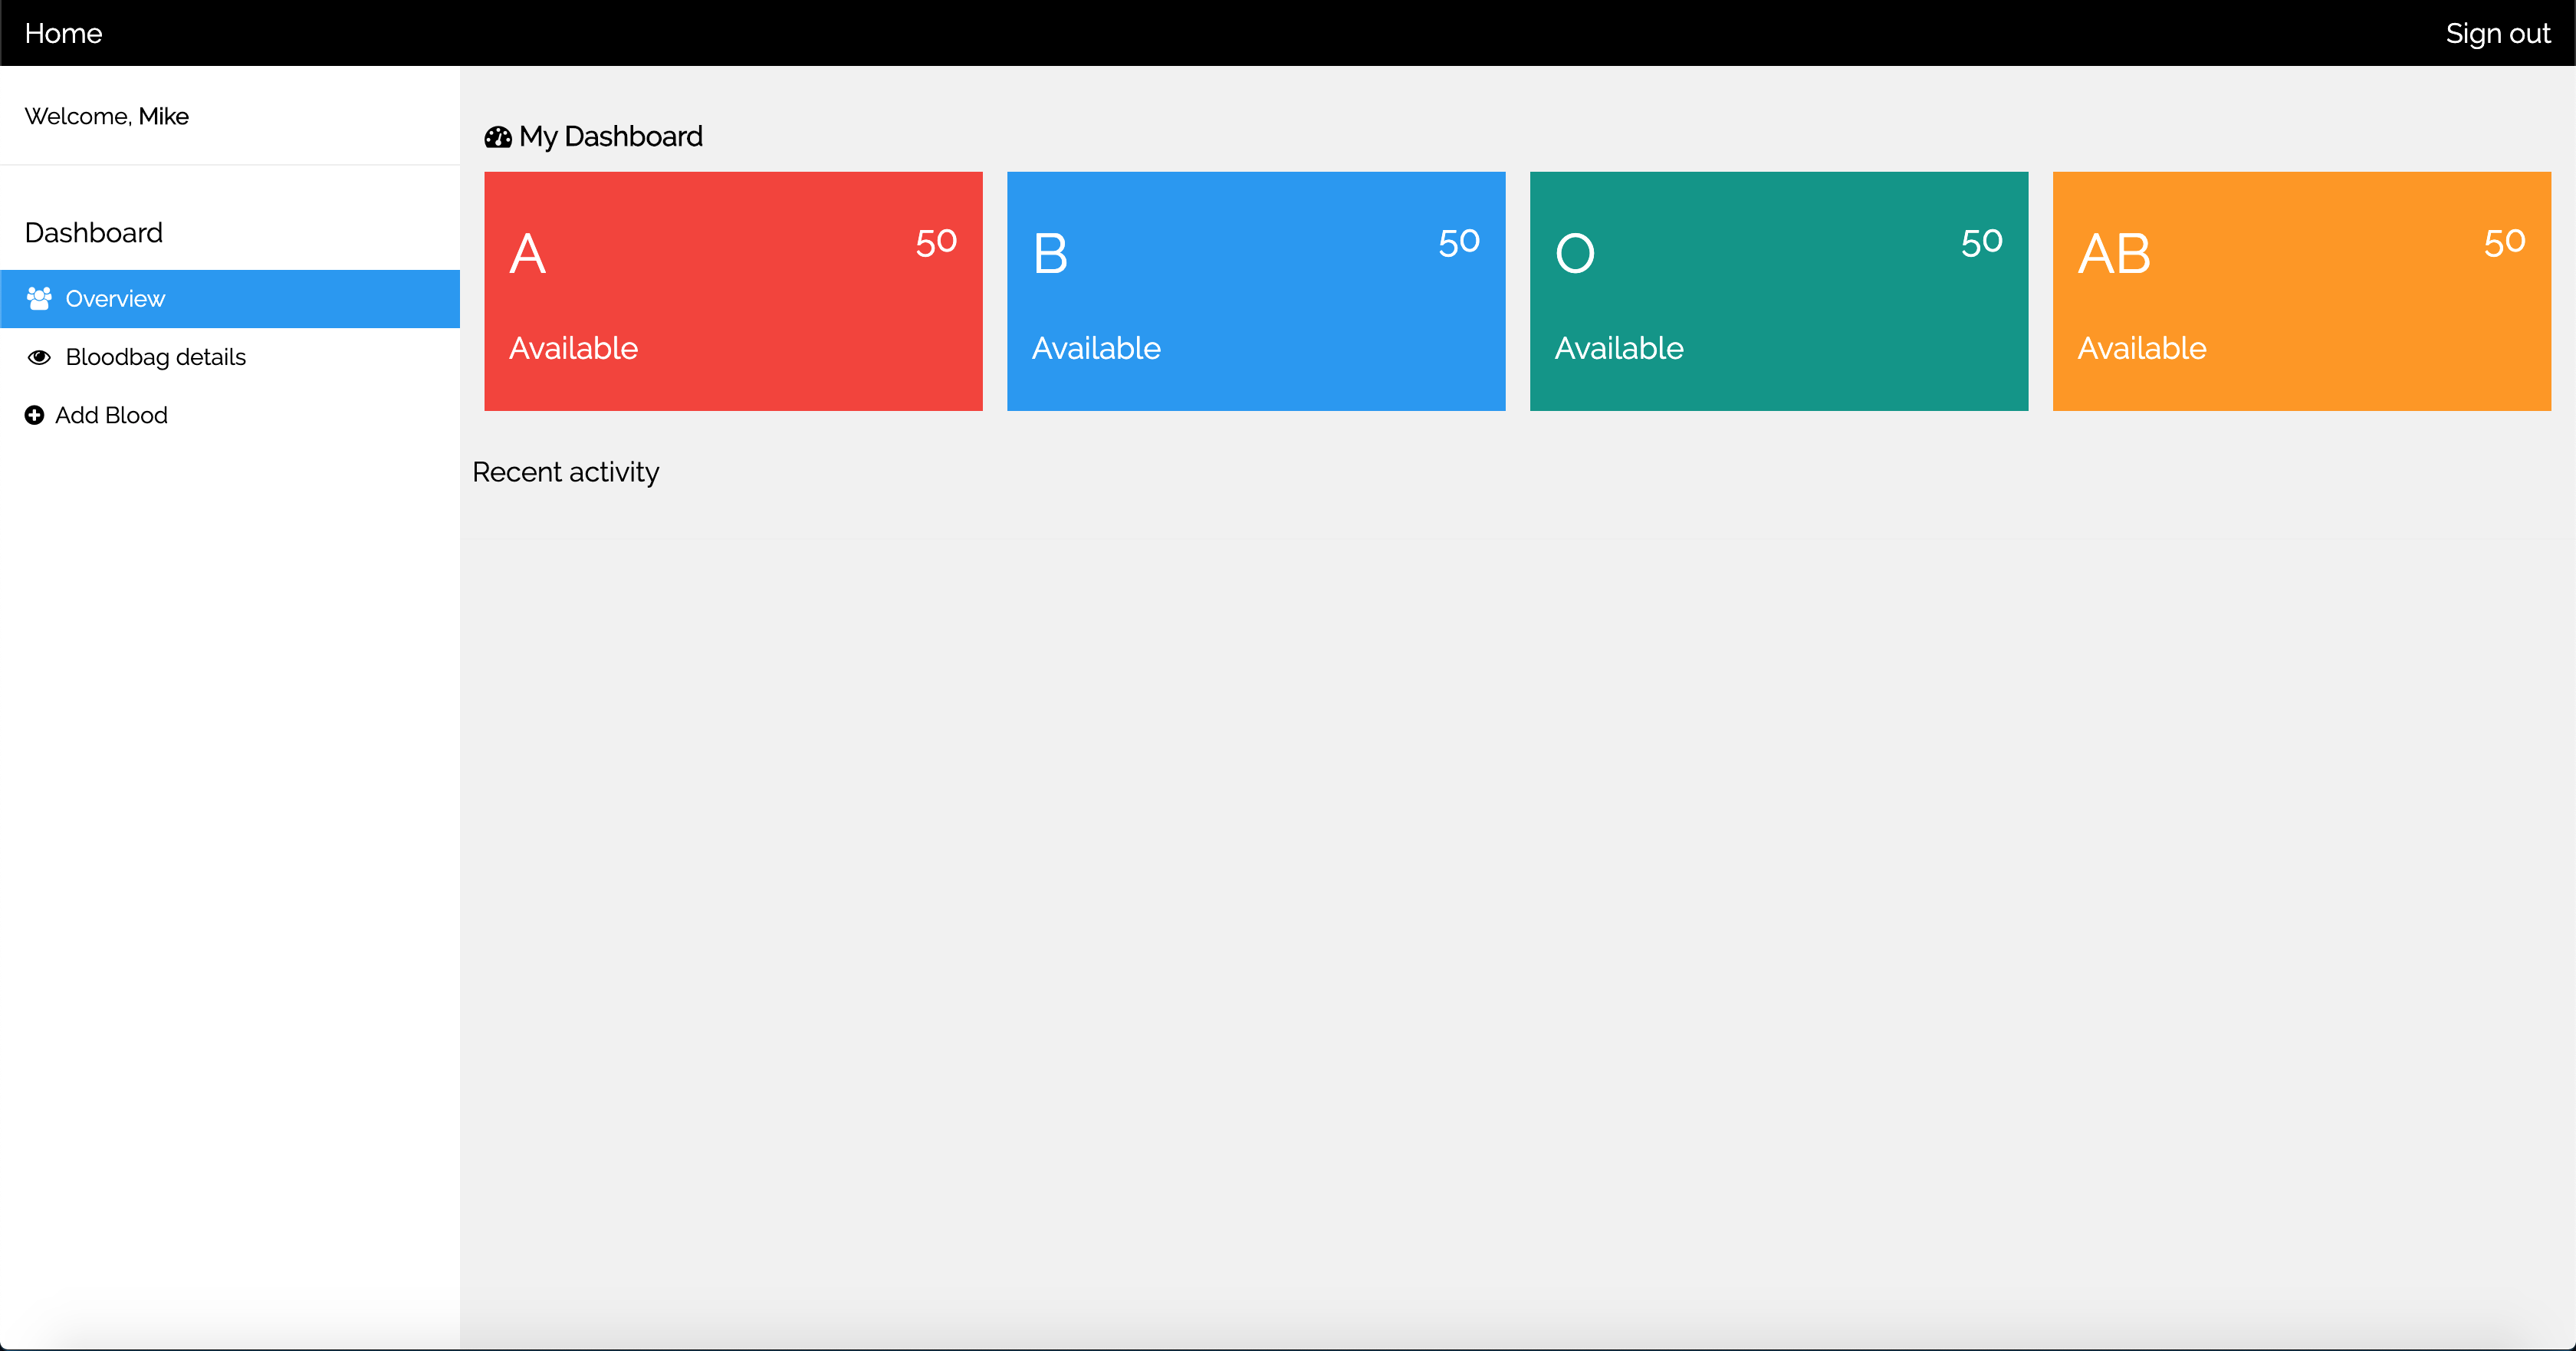 Home
Sign out
Welcome, Mike
Dashboard
Overview
Bloodbag details
Add Blood
My Dashboard
A
50
Available
B
50
Available
O
50
Available
AB
50
Available
Recent activity